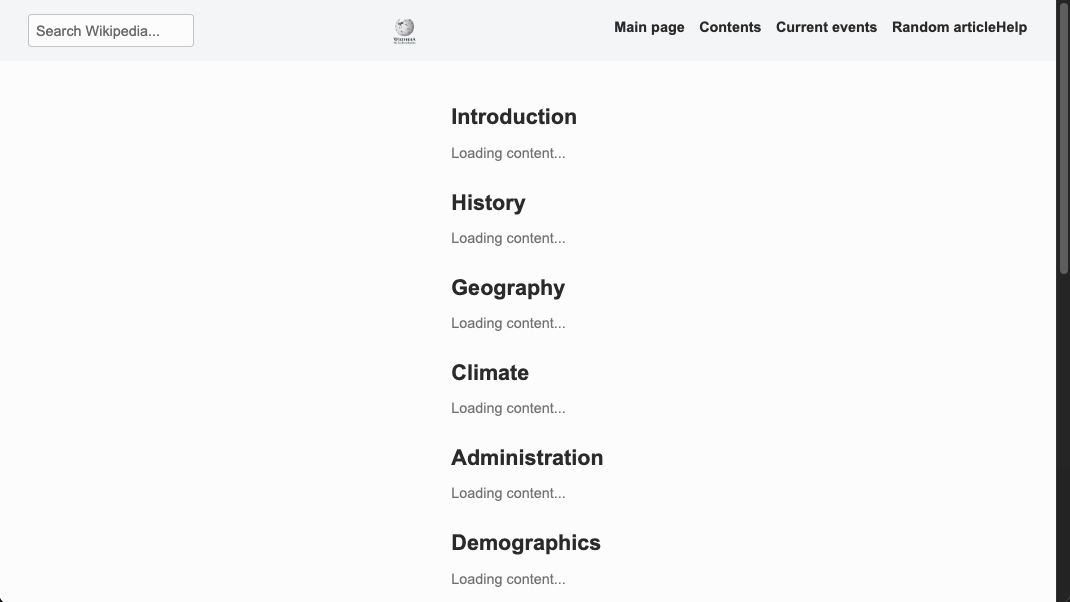 Search Wikipedia...
Main page Contents Current events Random articleHelp
Introduction
Loading content...
History
Loading content...
Geography
Loading content...
Climate
Loading content...
Administration
Loading content...
Demographics
Loading content...